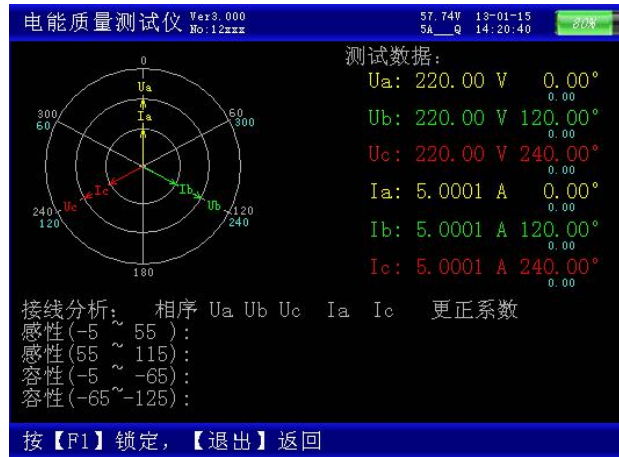 电能质量测试仪 Ver3.000 No:12xxx 57.74V 13-01-15 5A__Q 14:20:40 80%
测试数据:
Ua: 220.00 V 0.00°
0.00
Ub: 220.00 V 120.00°
0.00
Uc: 220.00 V 240.00°
0.00
Ia: 5.0001 A 0.00°
0.00
Ib: 5.0001 A 120.00°
0.00
Ic: 5.0001 A 240.00°
0.00
0
Ua
300 60
60 300
Ia
Ic Ib
Uc Ub
240 120
120 240
180
接线分析: 相序 Ua Ub Uc Ia Ic 更正系数
感性(-5 ~ 55 ):
感性(55 ~ 115):
容性(-5 ~ -65):
容性(-65~-125):
按【F1】锁定，【退出】返回